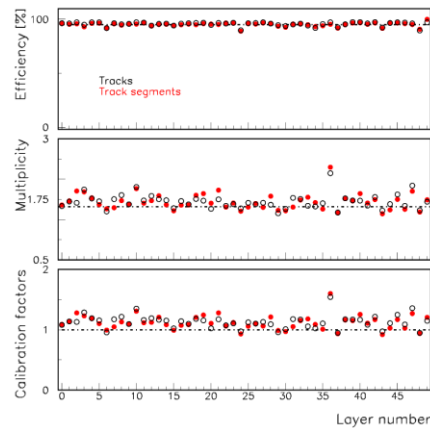 Efficiency [%]
100
0
Tracks
Track segments
Multiplicity
3
1.75
0.5
Calibration factors
2
1
0
0 5 10 15 20 25 30 35 40 45
Layer number